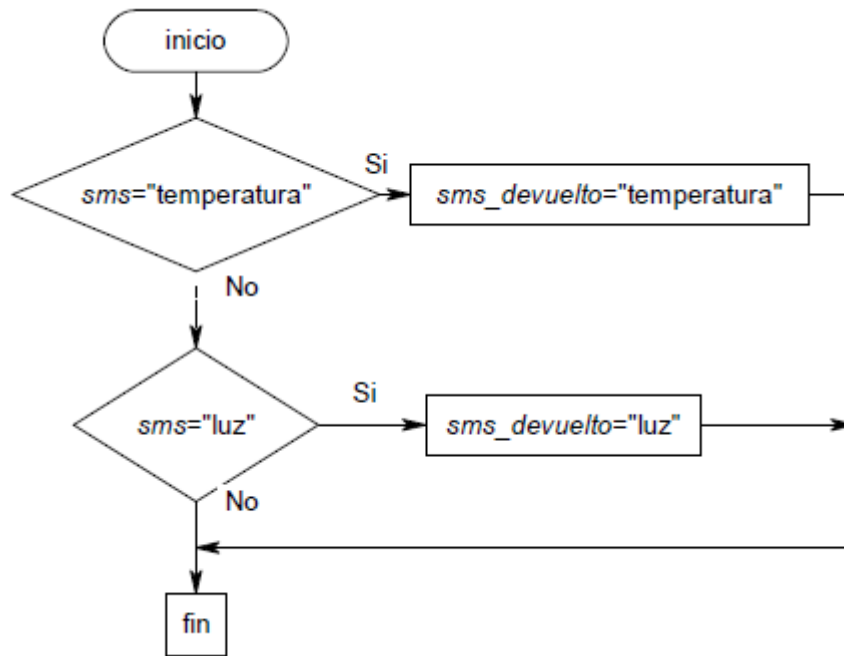 inicio
Si
sms="temperatura"
sms_devuelto="temperatura"
No
Si
sms="luz"
sms_devuelto="luz"
No
fin